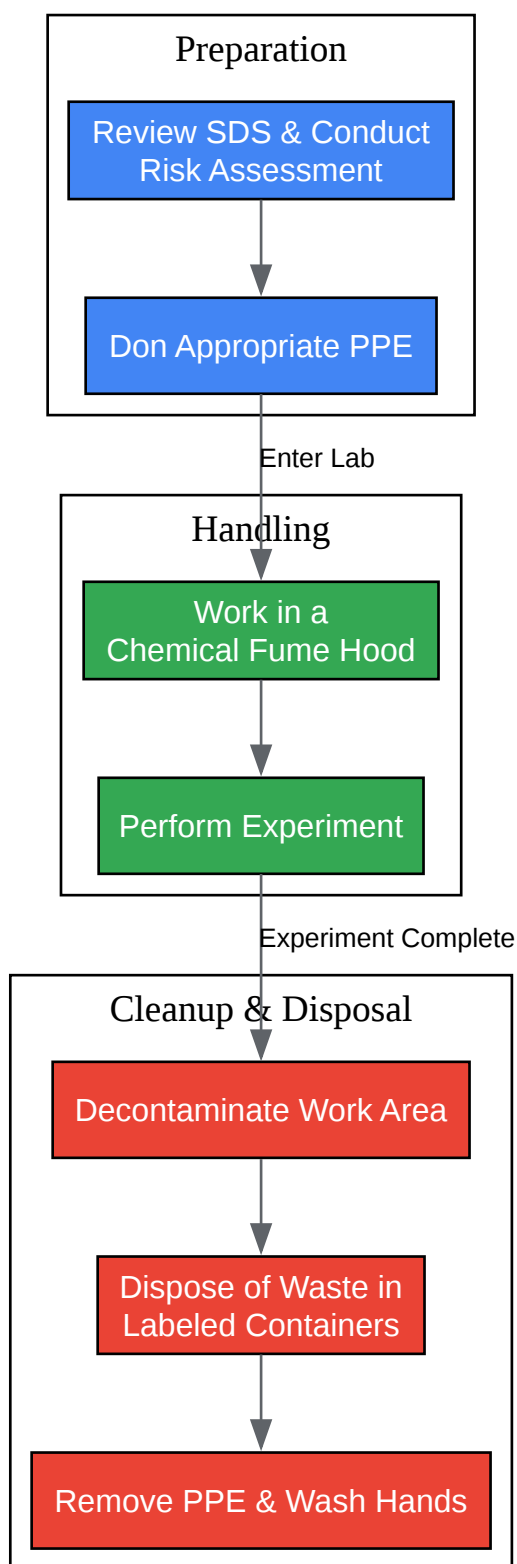 Preparation
Review SDS & Conduct
Risk Assessment
Don Appropriate PPE
Enter Lab
Handling
Work in a
Chemical Fume Hood
Perform Experiment
Experiment Complete
Cleanup & Disposal
Decontaminate Work Area
Dispose of Waste in
Labeled Containers
Remove PPE & Wash Hands